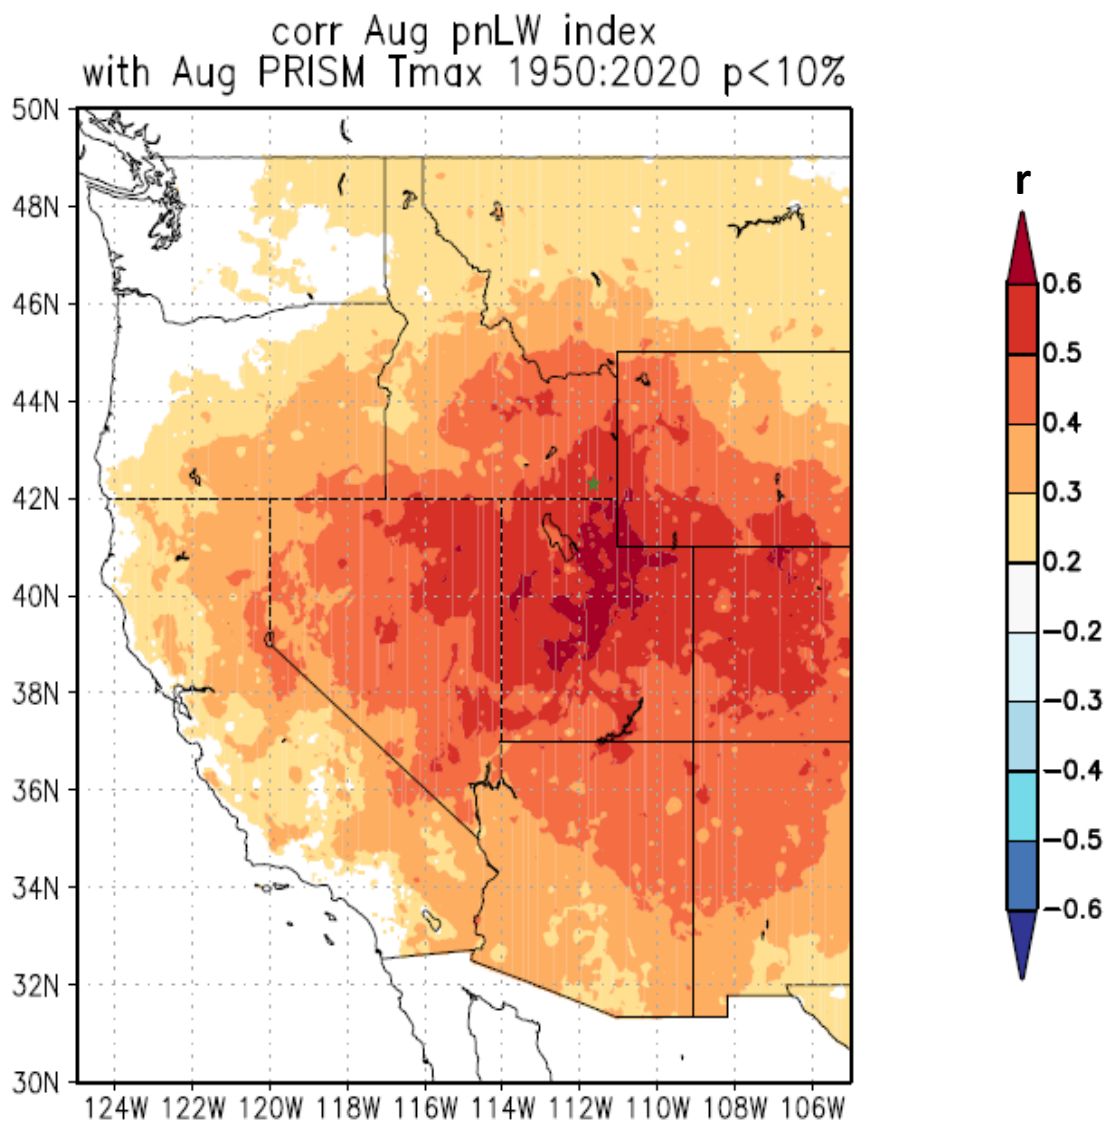 corr Aug pnLW index
with Aug PRISM Tmax 1950:2020 p<10%
50N
48N
46N
44N
42N
40N
38N
36N
34N
32N
30N
124W 122W 120W 118W 116W 114W 112W 110W 108W 106W
r
0.6
0.5
0.4
0.3
0.2
−0.2
−0.3
−0.4
−0.5
−0.6